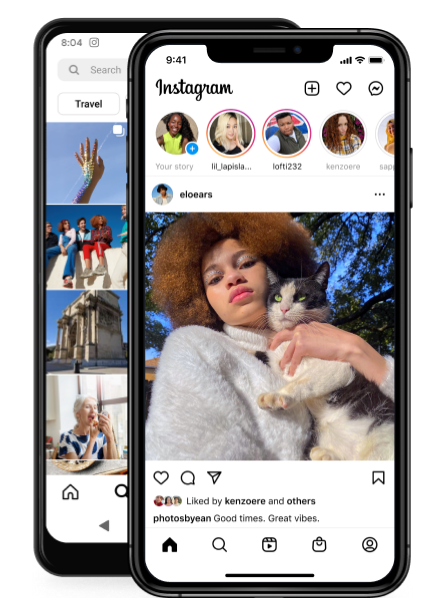 8:04
Search
Travel
9:41
Instagram
Your story
lil_lapisla...
lofti232
kenzoere
sapp
eloears
Liked by kenzoere and others
photosbyean Good times. Great vibes.